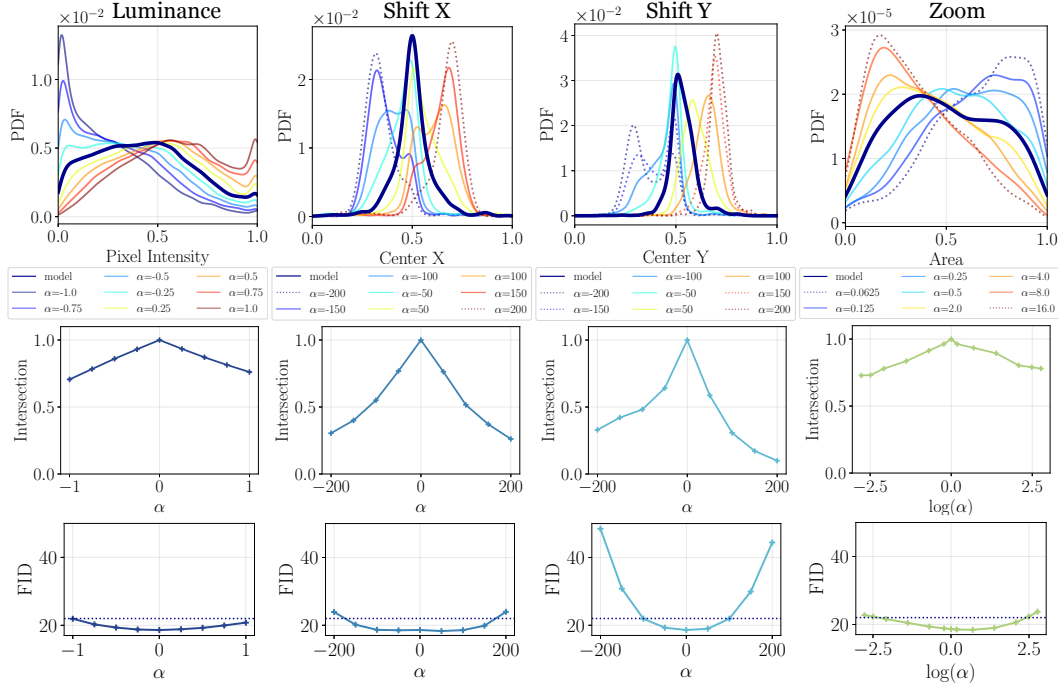 Luminance
×10⁻²
PDF
1.0
0.5
0.0
0.0 0.5 1.0
Pixel Intensity
Shift X
×10⁻²
PDF
2
1
0
0.0 0.5 1.0
Center X
Shift Y
×10⁻²
PDF
4
3
2
1
0
0.0 0.5 1.0
Center Y
Zoom
×10⁻⁵
PDF
3
2
1
0
0.0 0.5 1.0
Area
model α=-0.5 α=0.5
α=-1.0 α=-0.25 α=0.75
α=-0.75 α=0.25 α=1.0
model α=-100 α=100
α=-200 α=-50 α=150
α=-150 α=50 α=200
model α=-100 α=100
α=-200 α=-50 α=150
α=-150 α=50 α=200
model α=0.25 α=4.0
α=0.0625 α=0.5 α=8.0
α=0.125 α=2.0 α=16.0
Intersection
1.0
0.5
0.0
−1 0 1
α
Intersection
1.0
0.5
0.0
−200 0 200
α
Intersection
1.0
0.5
0.0
−200 0 200
α
Intersection
1.0
0.5
0.0
−2.5 0.0 2.5
log(α)
FID
40
20
−1 0 1
α
FID
40
20
−200 0 200
α
FID
40
20
−200 0 200
α
FID
40
20
−2.5 0.0 2.5
log(α)